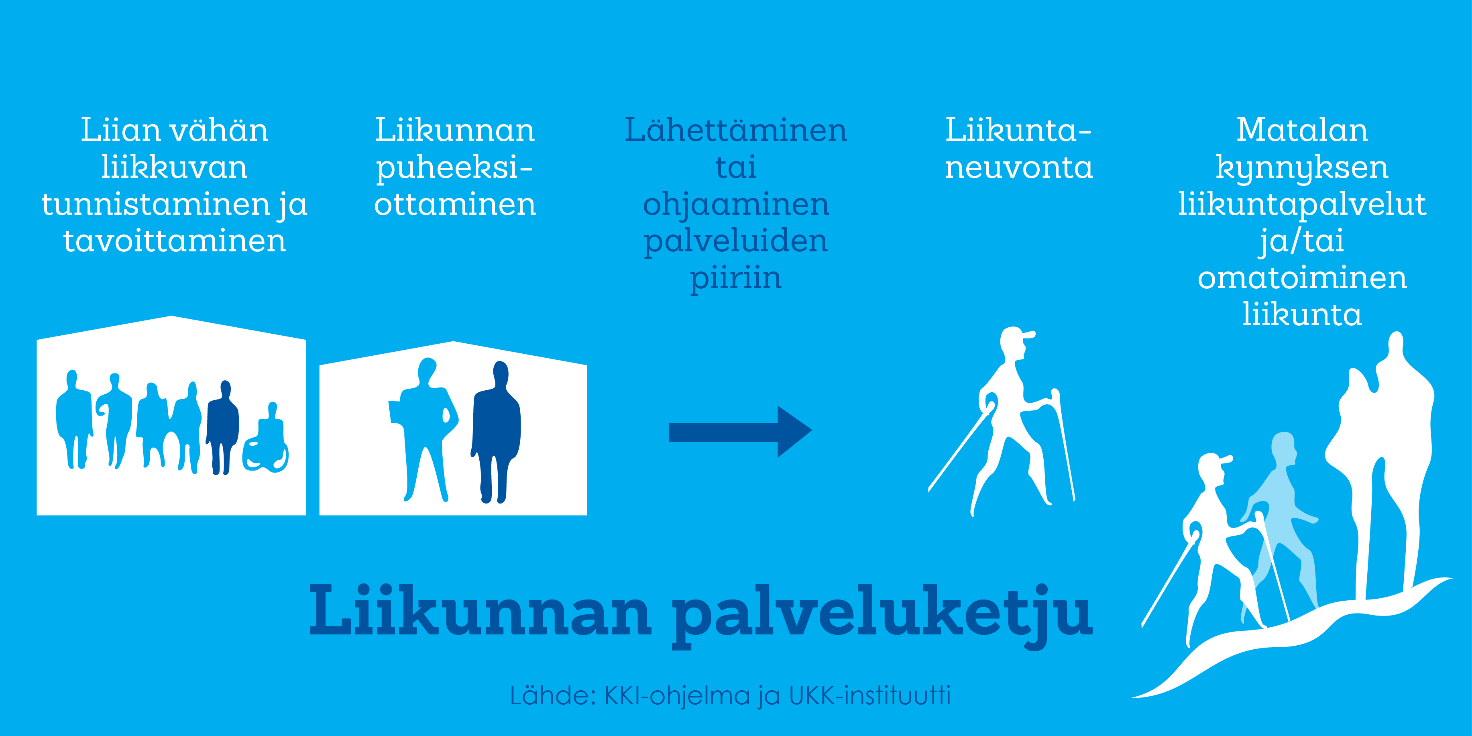 Liian vähän
liikkuvan
tunnistaminen ja
tavoittaminen
Liikunnan
puheeksi-
ottaminen
Lähettäminen
tai
ohjaaminen
palveluiden
piiriin
Liikunta-
neuvonta
Matalan
kynnyksen
liikuntapalvelut
ja/tai
omatoiminen
liikunta
Liikunnan palveluketju
Lähde: KKI-ohjelma ja UKK-instituutti